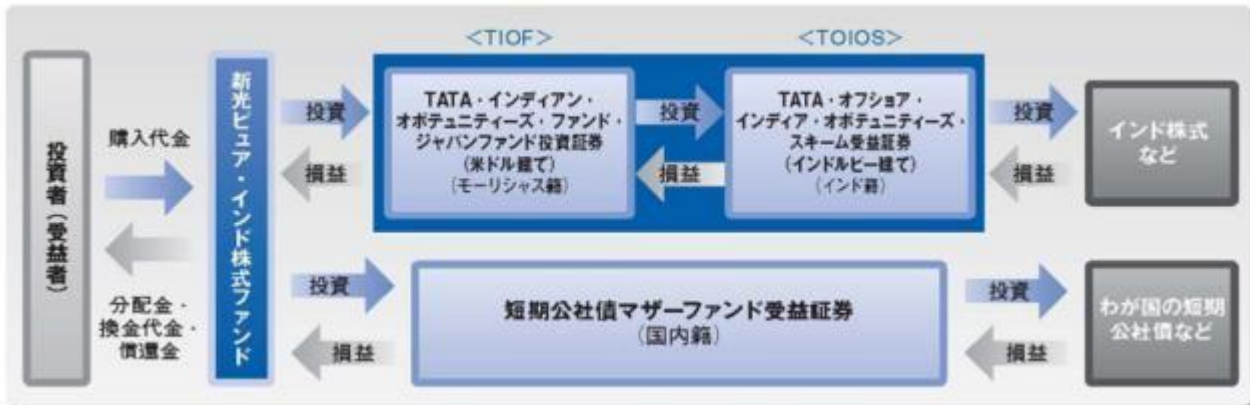 <TIOF>
<TOIOS>
投資者（受益者）
購入代金
分配金・
換金代金・
償還金
新光ピュア・インド株式ファンド
投資
損益
TATA・インディアン・
オポチュニティーズ・ファンド・
ジャパンファンド投資証券
（米ドル建て）
（モーリシャス籍）
投資
損益
TATA・オフショア・
インディア・オポチュニティーズ・
スキーム受益証券
（インドルピー建て）
（インド籍）
投資
損益
インド株式
など
投資
損益
短期公社債マザーファンド受益証券
（国内籍）
投資
損益
わが国の短期
公社債など